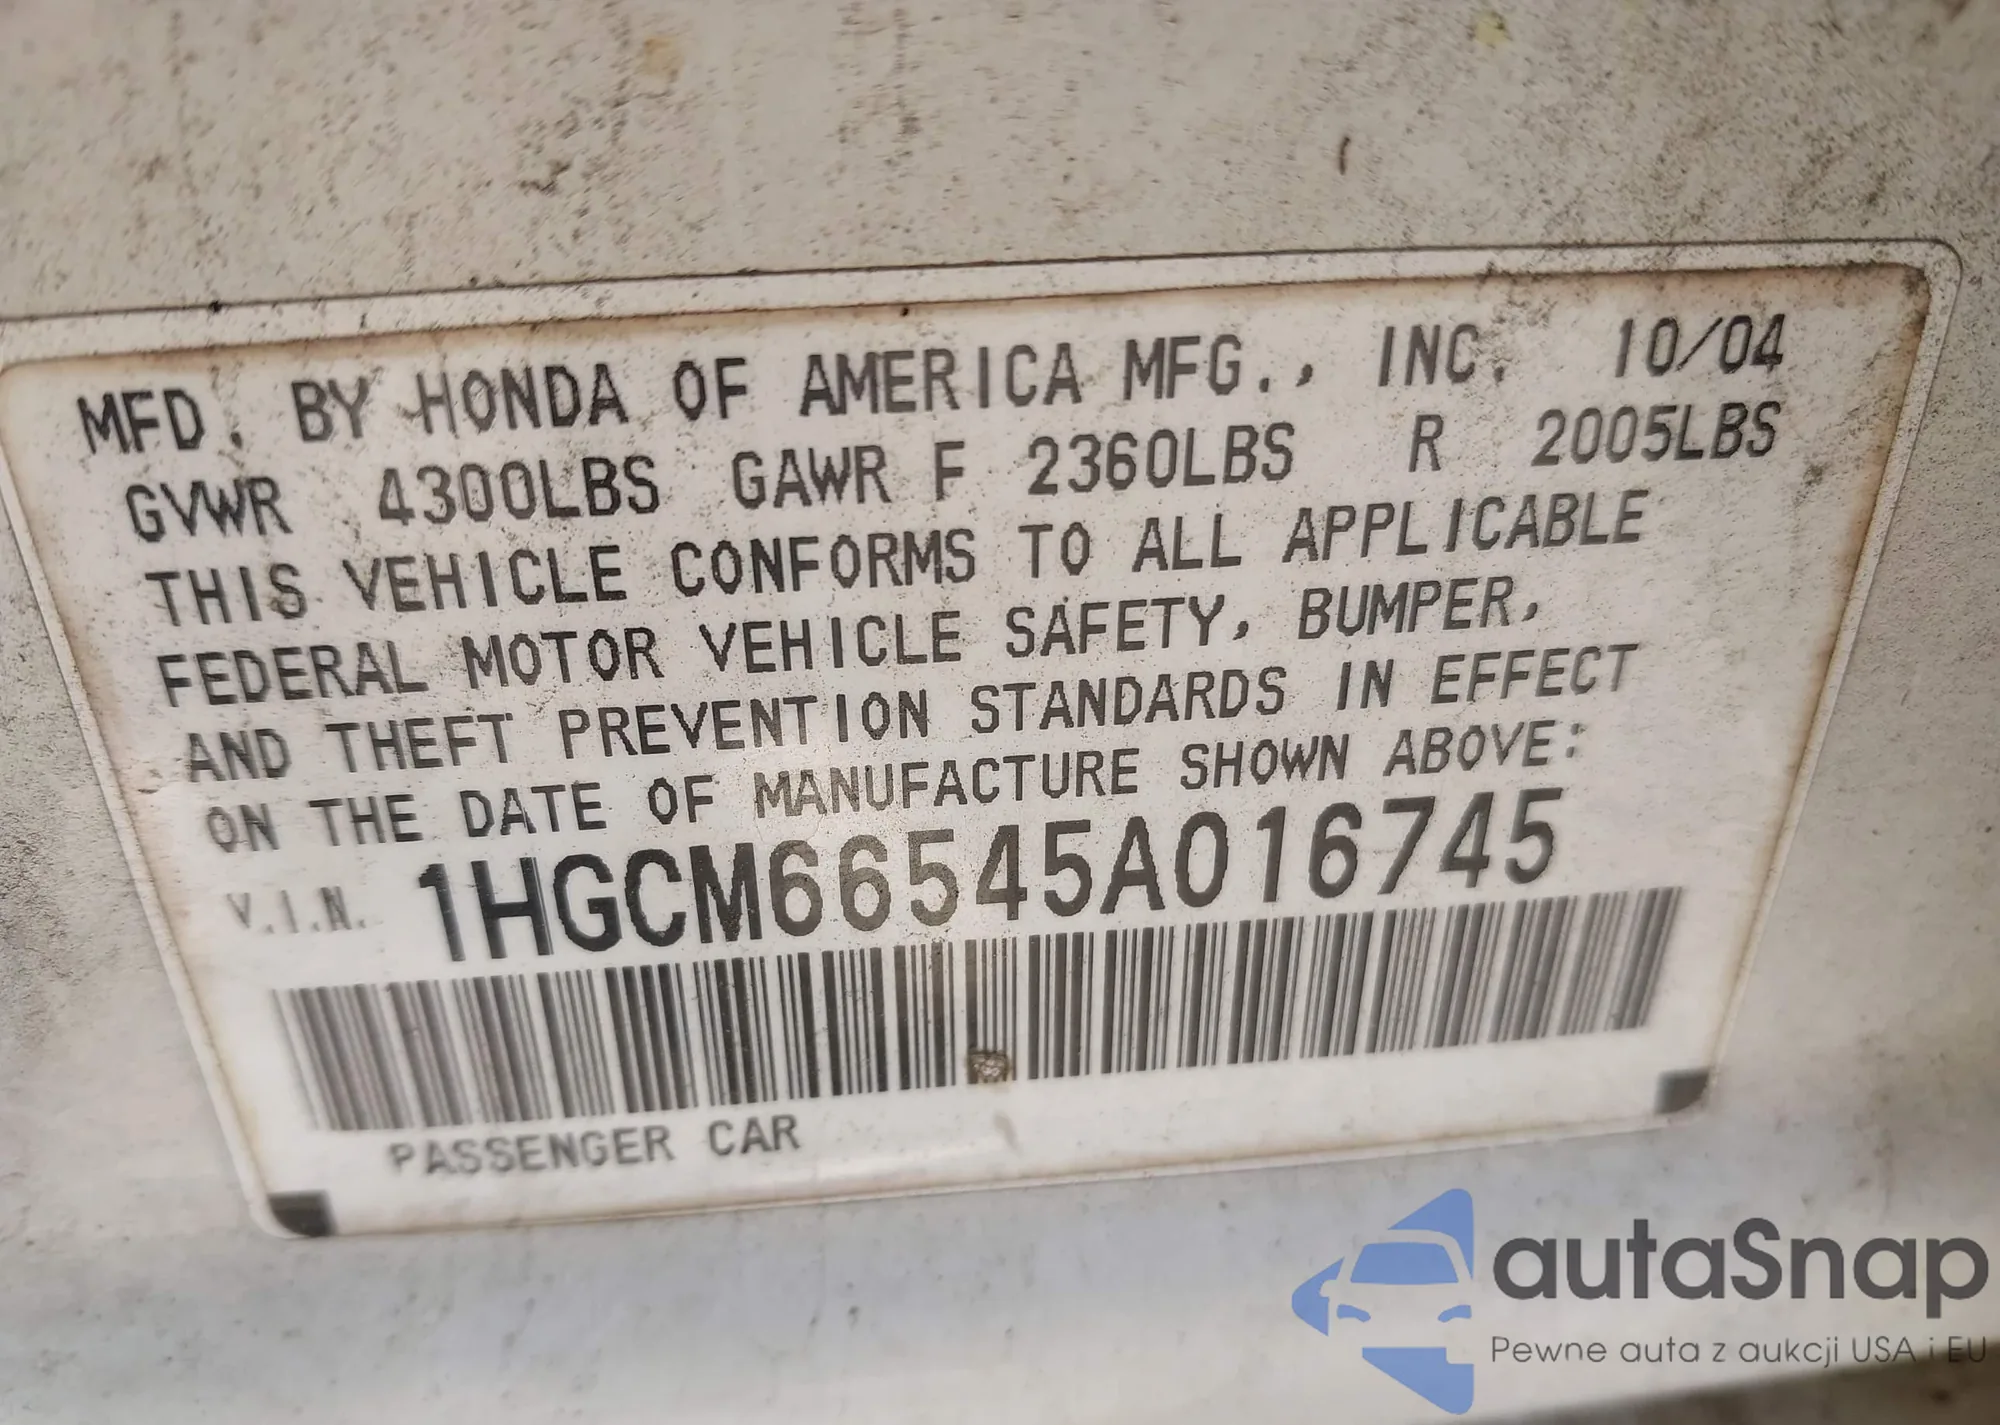 MFD. BY HONDA OF AMERICA MFG., INC. 10/04
GVWR 4300LBS GAWR F 2360LBS R 2005LBS
THIS VEHICLE CONFORMS TO ALL APPLICABLE
FEDERAL MOTOR VEHICLE SAFETY, BUMPER,
AND THEFT PREVENTION STANDARDS IN EFFECT
ON THE DATE OF MANUFACTURE SHOWN ABOVE:
V.I.N. 1HGCM66545A016745
PASSENGER CAR
autaSnap
Pewne auta z aukcji USA i EU